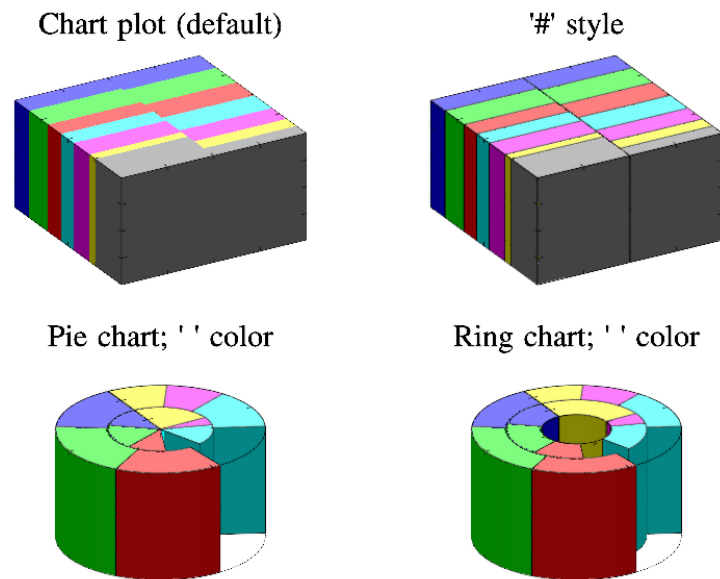 Chart plot (default)
'#' style
Pie chart; ' ' color
Ring chart; ' ' color